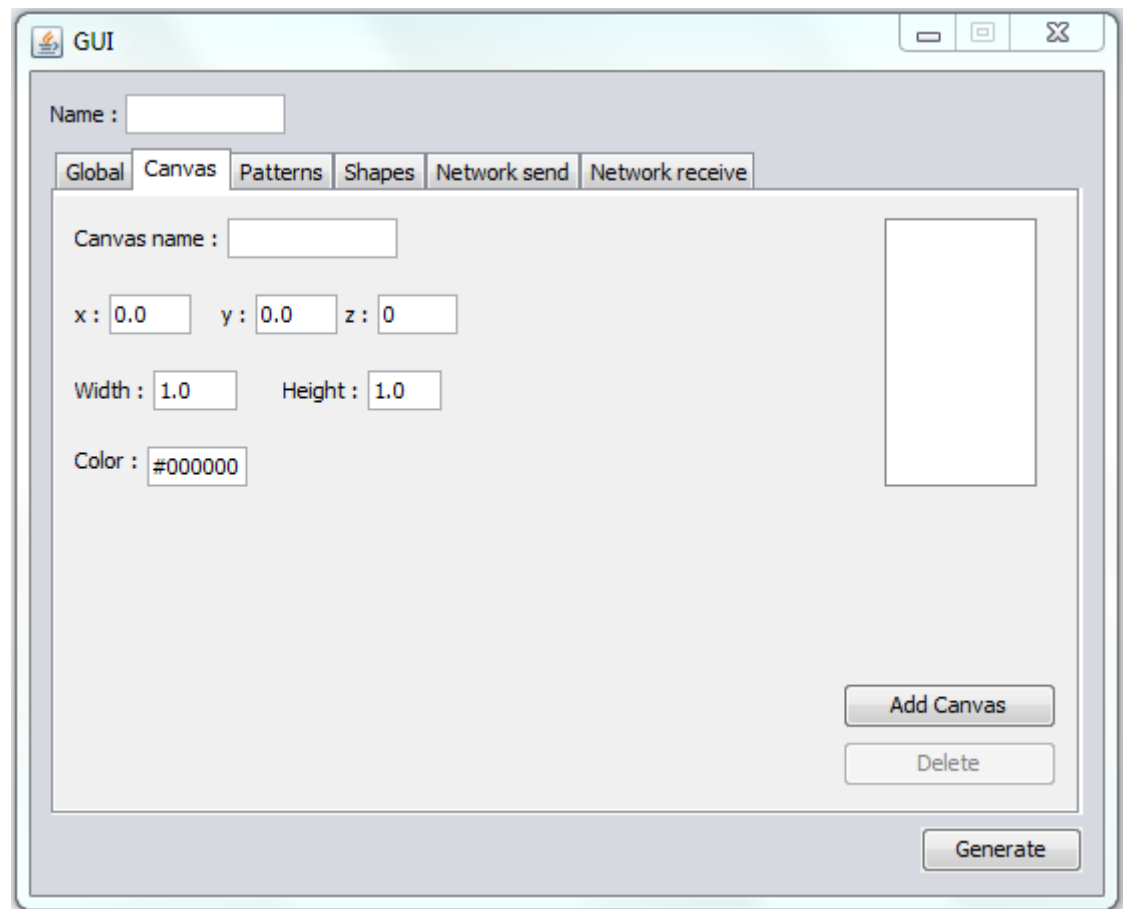 GUI
Name :
Global Canvas Patterns Shapes Network send Network receive
Canvas name :
x : 0.0 y : 0.0 z : 0
Width : 1.0 Height : 1.0
Color : #000000
Add Canvas
Delete
Generate